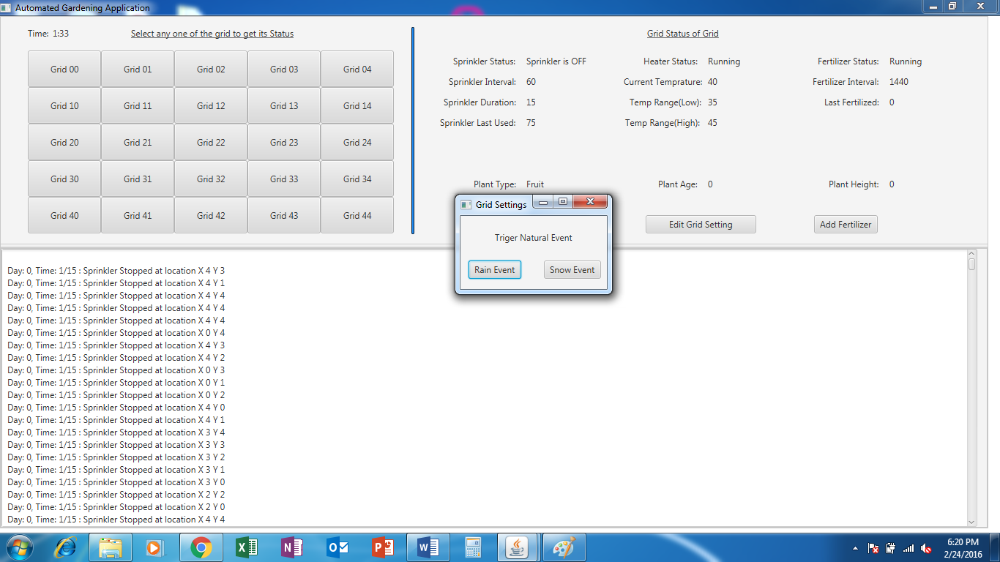 Automated Gardening Application
Time: 1:33
Select any one of the grid to get its Status
Grid 00 Grid 01 Grid 02 Grid 03 Grid 04
Grid 10 Grid 11 Grid 12 Grid 13 Grid 14
Grid 20 Grid 21 Grid 22 Grid 23 Grid 24
Grid 30 Grid 31 Grid 32 Grid 33 Grid 34
Grid 40 Grid 41 Grid 42 Grid 43 Grid 44
Grid Status of Grid
Sprinkler Status: Sprinkler is OFF Heater Status: Running Fertilizer Status: Running
Sprinkler Interval: 60 Current Temprature: 40 Fertilizer Interval: 1440
Sprinkler Duration: 15 Temp Range(Low): 35 Last Fertilized: 0
Sprinkler Last Used: 75 Temp Range(High): 45
Plant Type: Fruit Plant Age: 0 Plant Height: 0
Edit Grid Setting Add Fertilizer
Grid Settings
Triger Natural Event
Rain Event Snow Event
Day: 0, Time: 1/15 : Sprinkler Stopped at location X 4 Y 3
Day: 0, Time: 1/15 : Sprinkler Stopped at location X 4 Y 1
Day: 0, Time: 1/15 : Sprinkler Stopped at location X 4 Y 4
Day: 0, Time: 1/15 : Sprinkler Stopped at location X 4 Y 4
Day: 0, Time: 1/15 : Sprinkler Stopped at location X 4 Y 4
Day: 0, Time: 1/15 : Sprinkler Stopped at location X 0 Y 4
Day: 0, Time: 1/15 : Sprinkler Stopped at location X 4 Y 3
Day: 0, Time: 1/15 : Sprinkler Stopped at location X 4 Y 2
Day: 0, Time: 1/15 : Sprinkler Stopped at location X 0 Y 3
Day: 0, Time: 1/15 : Sprinkler Stopped at location X 0 Y 1
Day: 0, Time: 1/15 : Sprinkler Stopped at location X 0 Y 2
Day: 0, Time: 1/15 : Sprinkler Stopped at location X 4 Y 0
Day: 0, Time: 1/15 : Sprinkler Stopped at location X 4 Y 1
Day: 0, Time: 1/15 : Sprinkler Stopped at location X 3 Y 4
Day: 0, Time: 1/15 : Sprinkler Stopped at location X 3 Y 3
Day: 0, Time: 1/15 : Sprinkler Stopped at location X 3 Y 2
Day: 0, Time: 1/15 : Sprinkler Stopped at location X 3 Y 1
Day: 0, Time: 1/15 : Sprinkler Stopped at location X 3 Y 0
Day: 0, Time: 1/15 : Sprinkler Stopped at location X 2 Y 2
Day: 0, Time: 1/15 : Sprinkler Stopped at location X 2 Y 0
Day: 0, Time: 1/15 : Sprinkler Stopped at location X 4 Y 4
6:20 PM
2/24/2016